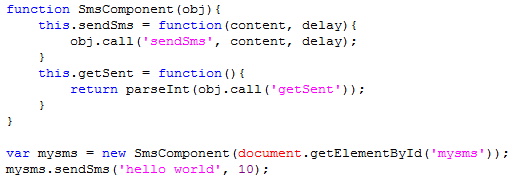 function SmsComponent(obj){
    this.sendSms = function(content, delay){
        obj.call('sendSms', content, delay);
    }
    this.getSent = function(){
        return parseInt(obj.call('getSent'));
    }
}

var mysms = new SmsComponent(document.getElementById('mysms'));
mysms.sendSms('hello world', 10);